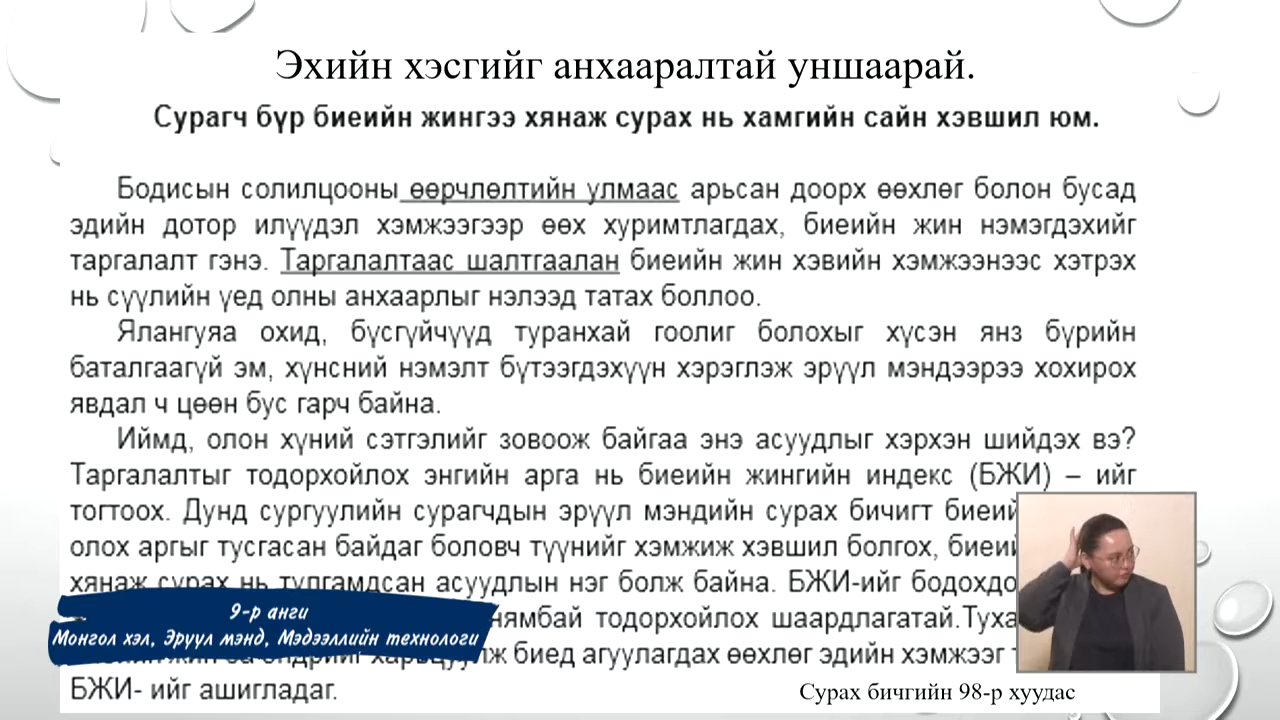 Эхийн хэсгийг анхааралтай уншаарай.
Сурагч бүр биеийн жингээ хянаж сурах нь хамгийн сайн хэвшил юм.
Бодисын солилцооны өөрчлөлтийн улмаас арьсан доорх өөхлөг болон бусад
эдийн дотор илүүдэл хэмжээгээр өөх хуримтлагдах, биеийн жин нэмэгдэхийг
таргалалт гэнэ. Таргалалтаас шалтгаалан биеийн жин хэвийн хэмжээнээс хэтрэх
нь сүүлийн үед олны анхаарлыг нэлээд татах боллоо.
Ялангуяа охид, бүсгүйчүүд туранхай гоолиг болохыг хүсэн янз бүрийн
баталгаагүй эм, хүнсний нэмэлт бүтээгдэхүүн хэрэглэж эрүүл мэндээрээ хохирох
явдал ч цөөн бус гарч байна.
Иймд, олон хүний сэтгэлийг зовоож байгаа энэ асуудлыг хэрхэн шийдэх вэ?
Таргалалтыг тодорхойлох энгийн арга нь биеийн жингийн индекс (БЖИ) – ийг
тогтоох. Дунд сургуулийн сурагчдын эрүүл мэндийн сурах бичигт
олох аргыг тусгасан байдаг боловч түүнийг хэмжиж хэвшил болгох,
хянаж сурах нь тулгамдсан асуудлын нэг болж байна. БЖИ-ийг
тодорхойлох шаардлагатай.
биед агуулагдах өөхлөг эдийн хэмжээг
БЖИ- ийг ашигладаг.
Сурах бичгийн 98-р хуудас
9-р анги
Монгол хэл, Эрүүл мэнд, Мэдээллийн технологи